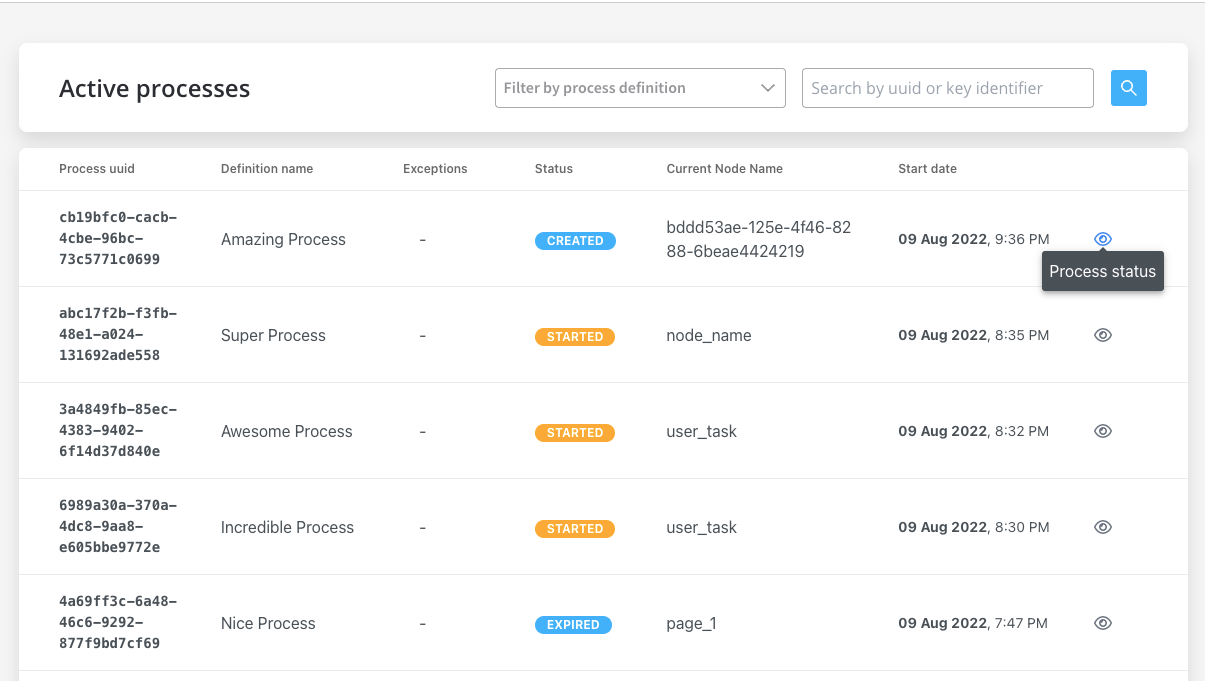 Active processes
Filter by process definition
Search by uuid or key identifier
Process uuid Definition name Exceptions Status Current Node Name Start date
cb19bfc0-cacb-
4cbe-96bc-
73c5771c0699
Amazing Process
-
CREATED
bddd53ae-125e-4f46-82
88-6beae4424219
09 Aug 2022, 9:36 PM
Process status
abc17f2b-f3fb-
48e1-a024-
131692ade558
Super Process
-
STARTED
node_name
09 Aug 2022, 8:35 PM
3a4849fb-85ec-
4383-9402-
6f14d37d840e
Awesome Process
-
STARTED
user_task
09 Aug 2022, 8:32 PM
6989a30a-370a-
4dc8-9aa8-
e605bbe9772e
Incredible Process
-
STARTED
user_task
09 Aug 2022, 8:30 PM
4a69ff3c-6a48-
46c6-9292-
877f9bd7cf69
Nice Process
-
EXPIRED
page_1
09 Aug 2022, 7:47 PM